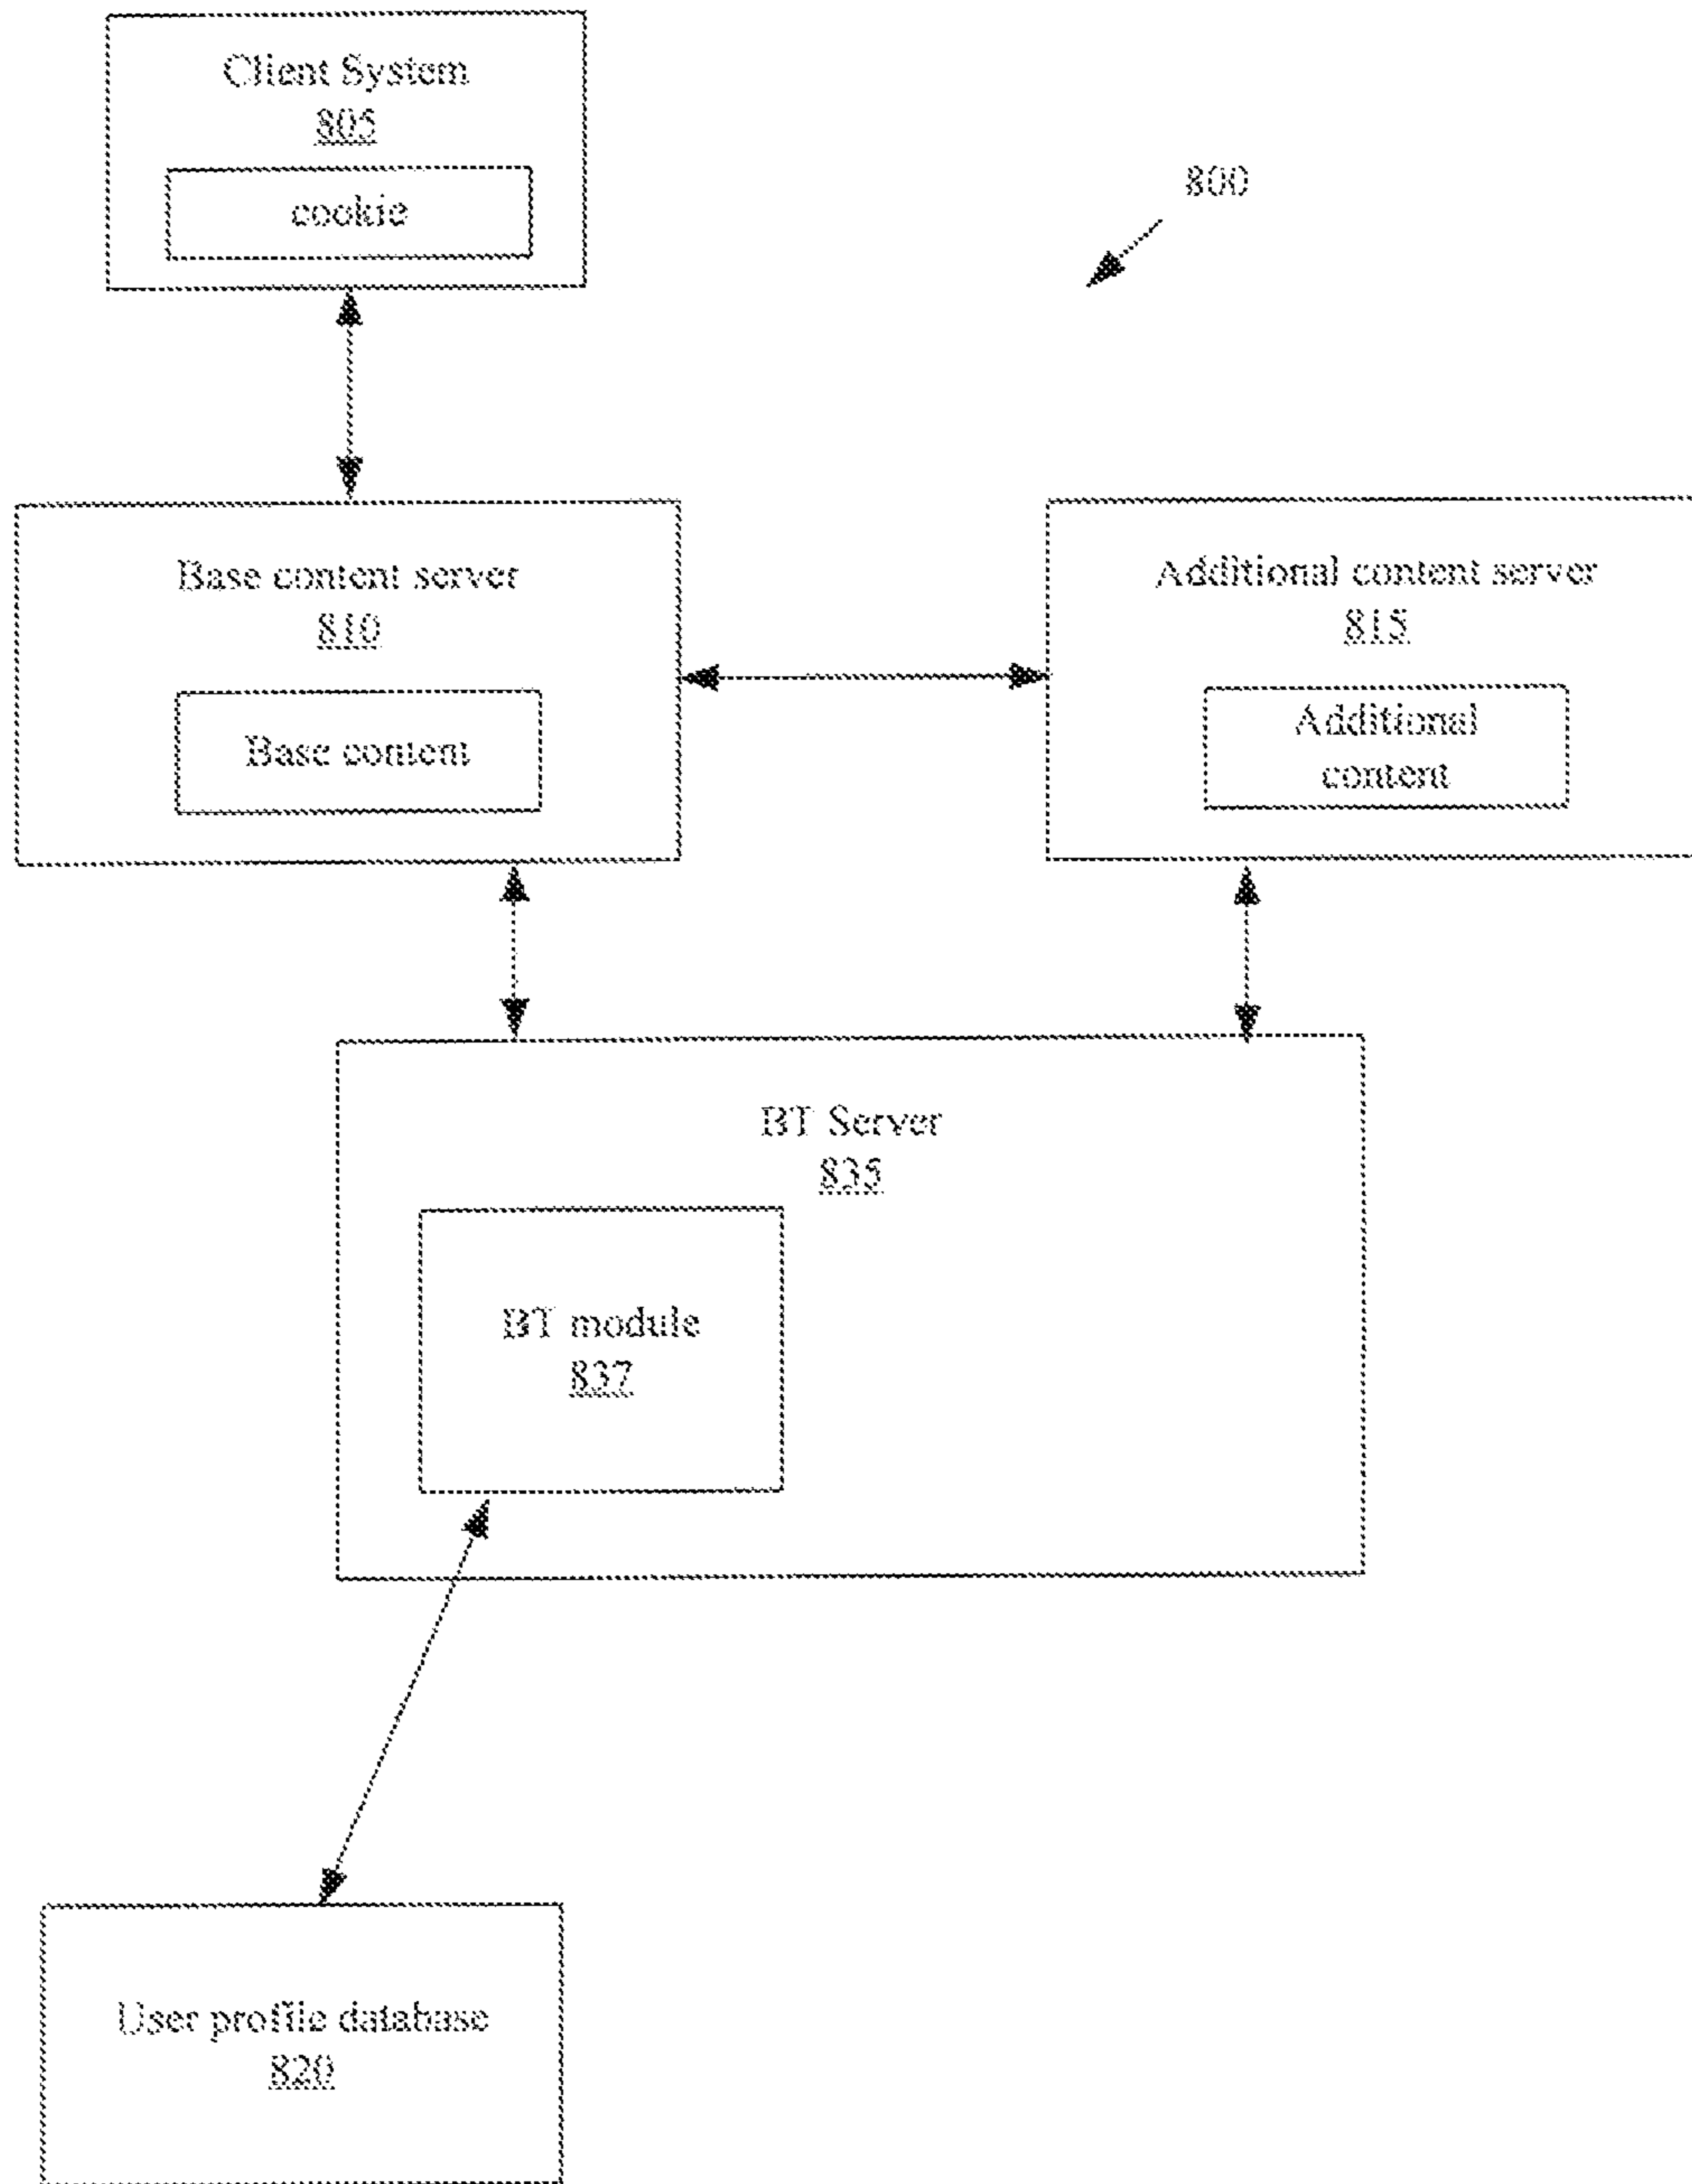 Client System
805
cookie
800
Base content server
810
Base content
Additional content server
815
Additional
content
BT Server
835
BT module
837
User profile database
820